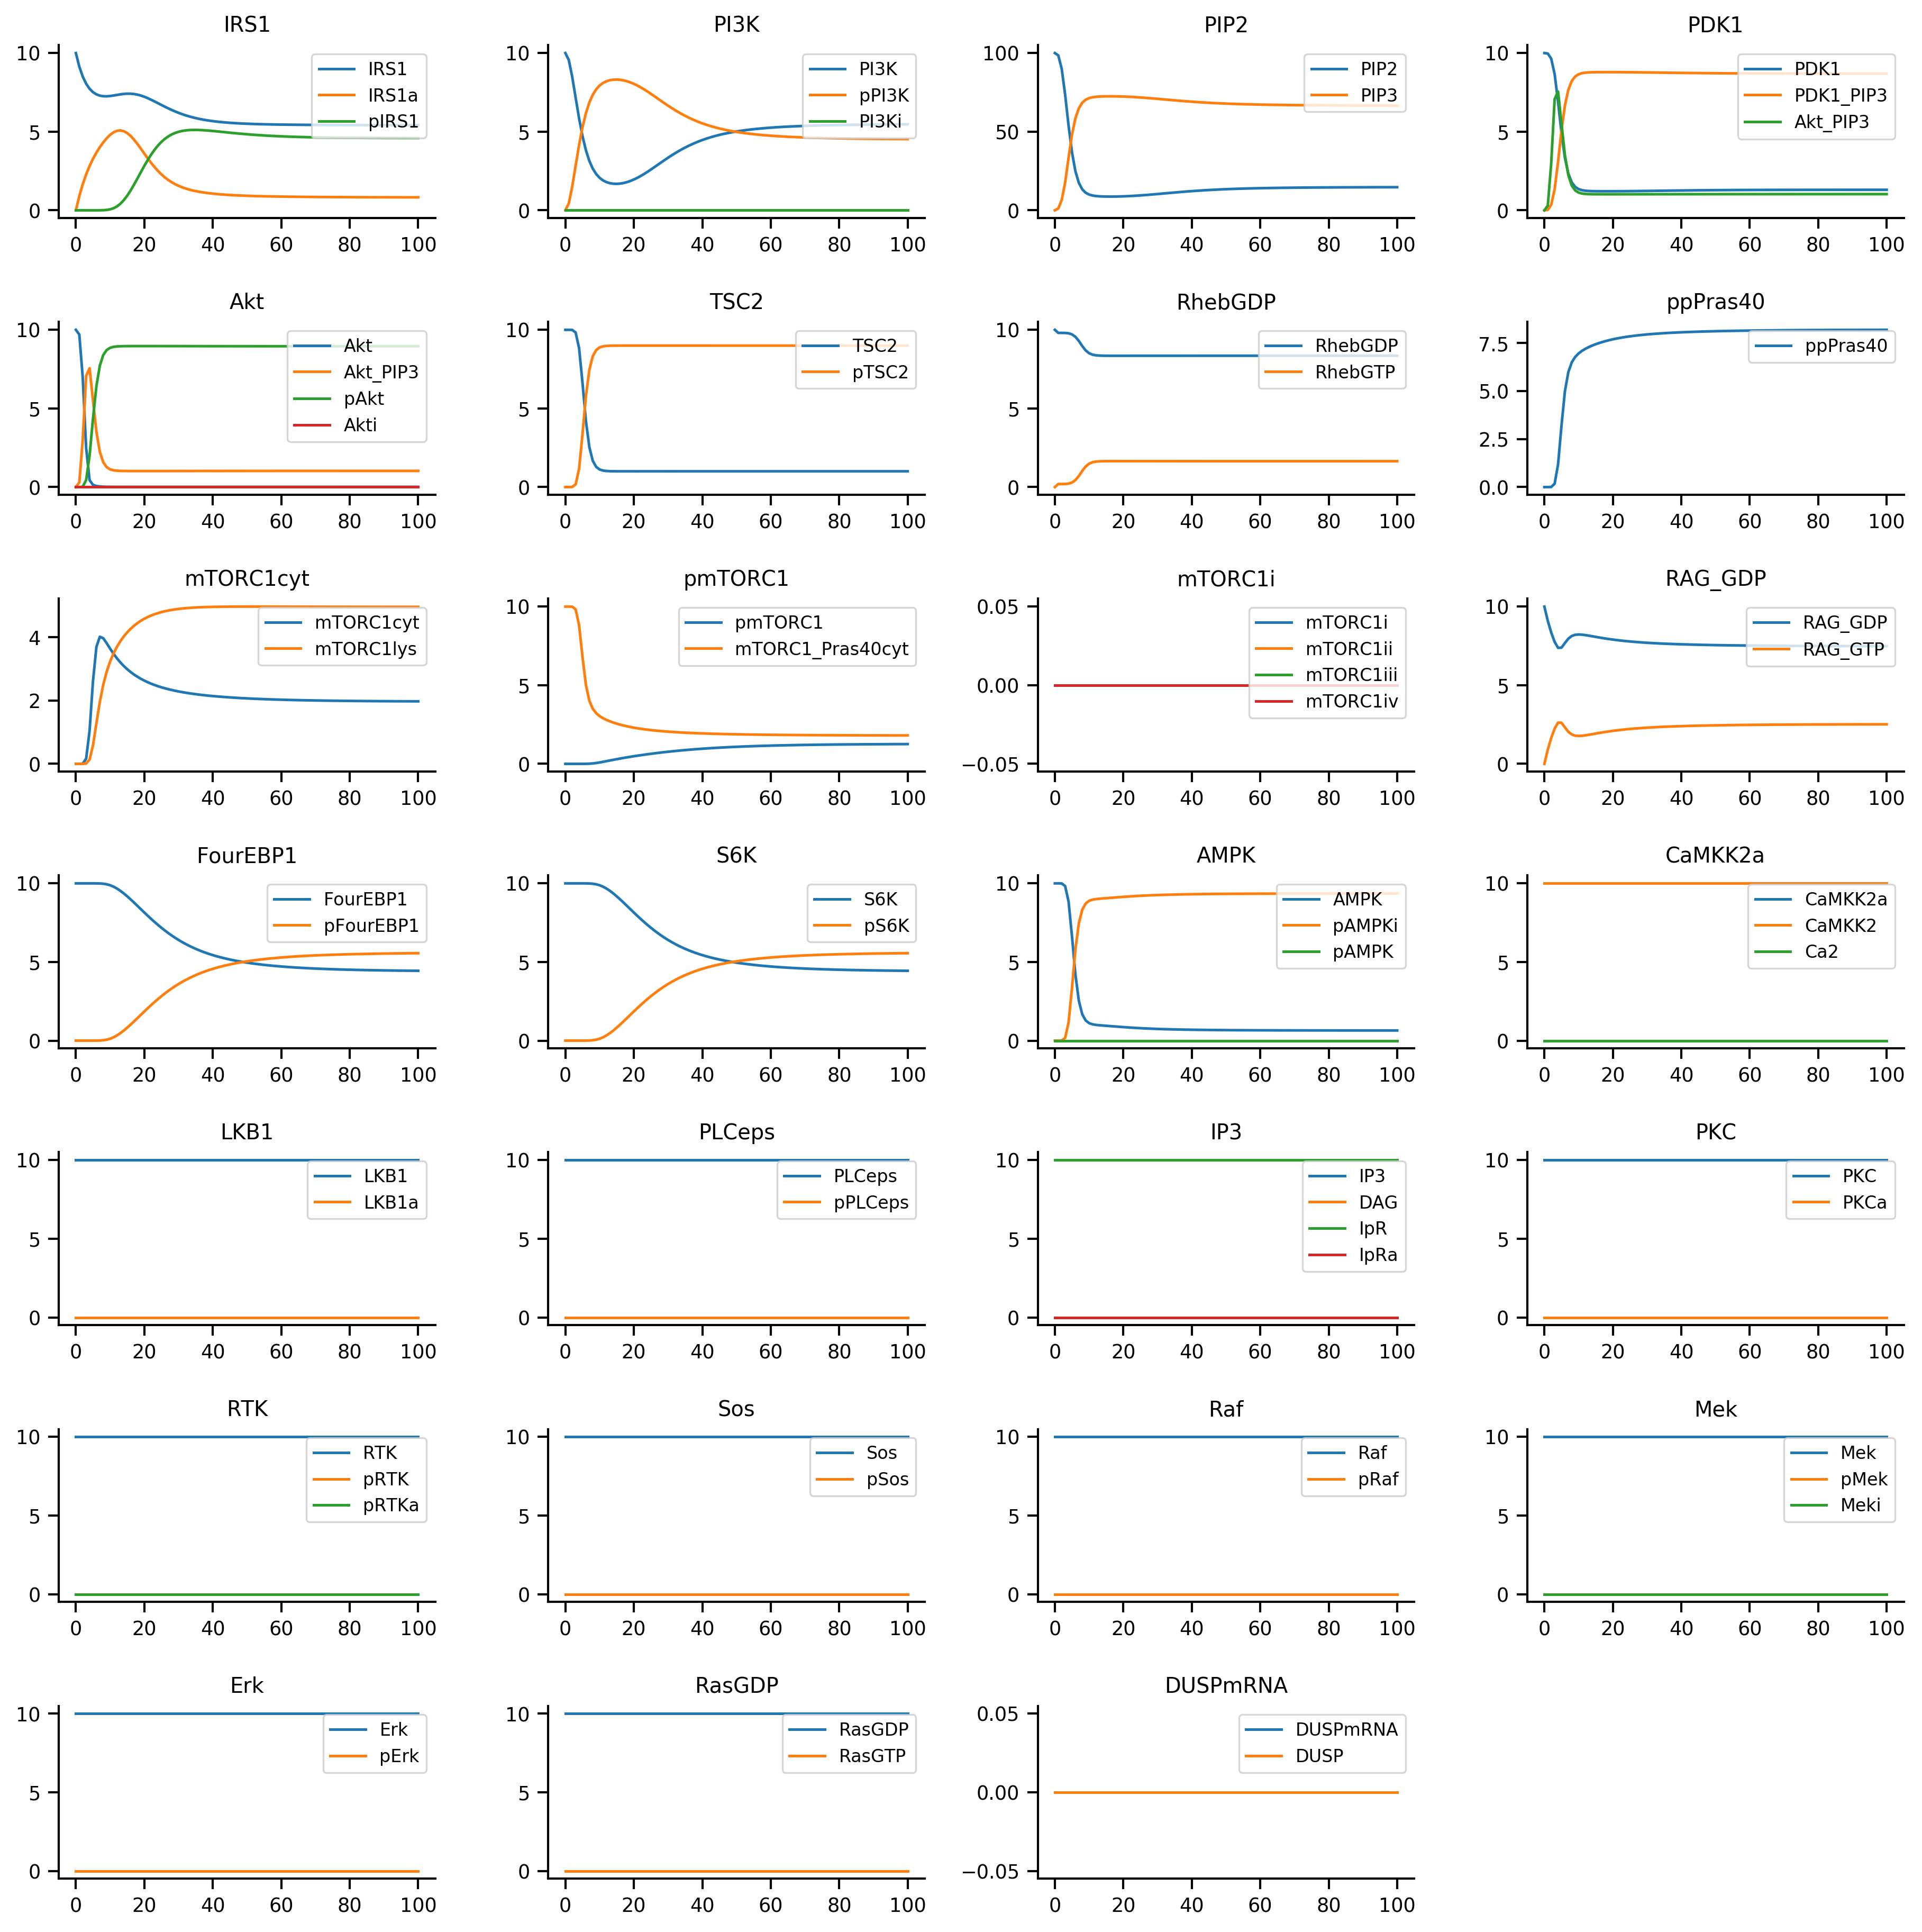 IRS1
10
5
0
0 20 40 60 80 100
IRS1
IRS1a
pIRS1
PI3K
10
5
0
0 20 40 60 80 100
PI3K
pPI3K
PI3Ki
PIP2
100
50
0
0 20 40 60 80 100
PIP2
PIP3
PDK1
10
5
0
0 20 40 60 80 100
PDK1
PDK1_PIP3
Akt_PIP3
Akt
10
5
0
0 20 40 60 80 100
Akt
Akt_PIP3
pAkt
Akti
TSC2
10
5
0
0 20 40 60 80 100
TSC2
pTSC2
RhebGDP
10
5
0
0 20 40 60 80 100
RhebGDP
RhebGTP
ppPras40
7.5
5.0
2.5
0.0
0 20 40 60 80 100
ppPras40
mTORC1cyt
4
2
0
0 20 40 60 80 100
mTORC1cyt
mTORC1lys
pmTORC1
10
5
0
0 20 40 60 80 100
pmTORC1
mTORC1_Pras40cyt
mTORC1i
0.05
0.00
−0.05
0 20 40 60 80 100
mTORC1i
mTORC1ii
mTORC1iii
mTORC1iv
RAG_GDP
10
5
0
0 20 40 60 80 100
RAG_GDP
RAG_GTP
FourEBP1
10
5
0
0 20 40 60 80 100
FourEBP1
pFourEBP1
S6K
10
5
0
0 20 40 60 80 100
S6K
pS6K
AMPK
10
5
0
0 20 40 60 80 100
AMPK
pAMPKi
pAMPK
CaMKK2a
10
5
0
0 20 40 60 80 100
CaMKK2a
CaMKK2
Ca2
LKB1
10
5
0
0 20 40 60 80 100
LKB1
LKB1a
PLCeps
10
5
0
0 20 40 60 80 100
PLCeps
pPLCeps
IP3
10
5
0
0 20 40 60 80 100
IP3
DAG
IpR
IpRa
PKC
10
5
0
0 20 40 60 80 100
PKC
PKCa
RTK
10
5
0
0 20 40 60 80 100
RTK
pRTK
pRTKa
Sos
10
5
0
0 20 40 60 80 100
Sos
pSos
Raf
10
5
0
0 20 40 60 80 100
Raf
pRaf
Mek
10
5
0
0 20 40 60 80 100
Mek
pMek
Meki
Erk
10
5
0
0 20 40 60 80 100
Erk
pErk
RasGDP
10
5
0
0 20 40 60 80 100
RasGDP
RasGTP
DUSPmRNA
0.05
0.00
−0.05
0 20 40 60 80 100
DUSPmRNA
DUSP